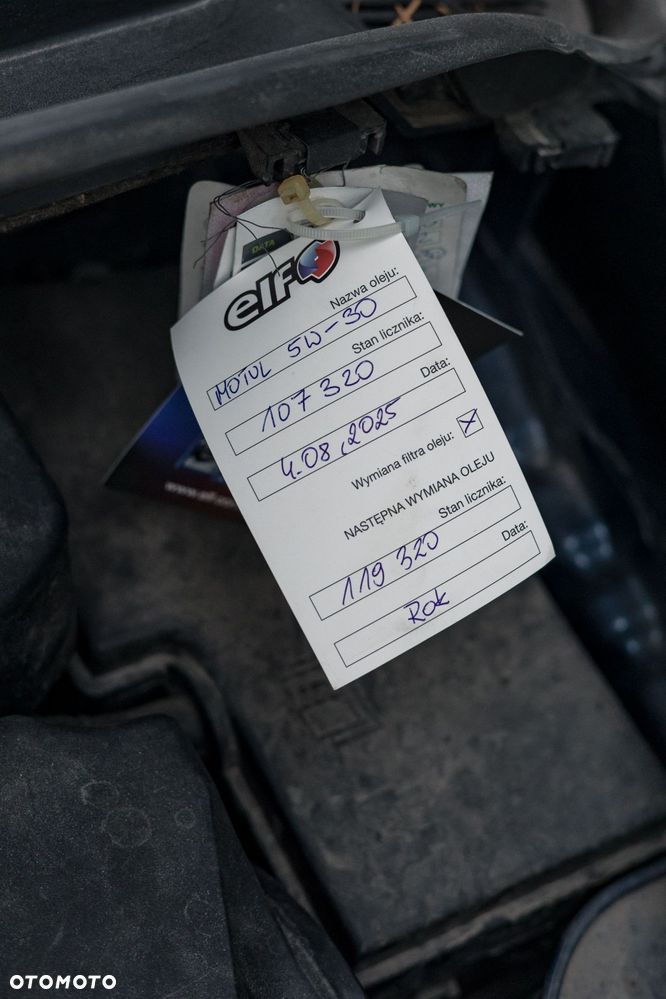 DATA
elf
Nazwa oleju:
MOTUL 5W-30
Stan licznika:
107 320
Data:
4.08,2025
Wymiana filtra oleju: X
NASTĘPNA WYMIANA OLEJU
Stan licznika:
119 320
Data:
Rok
OTOMOTO